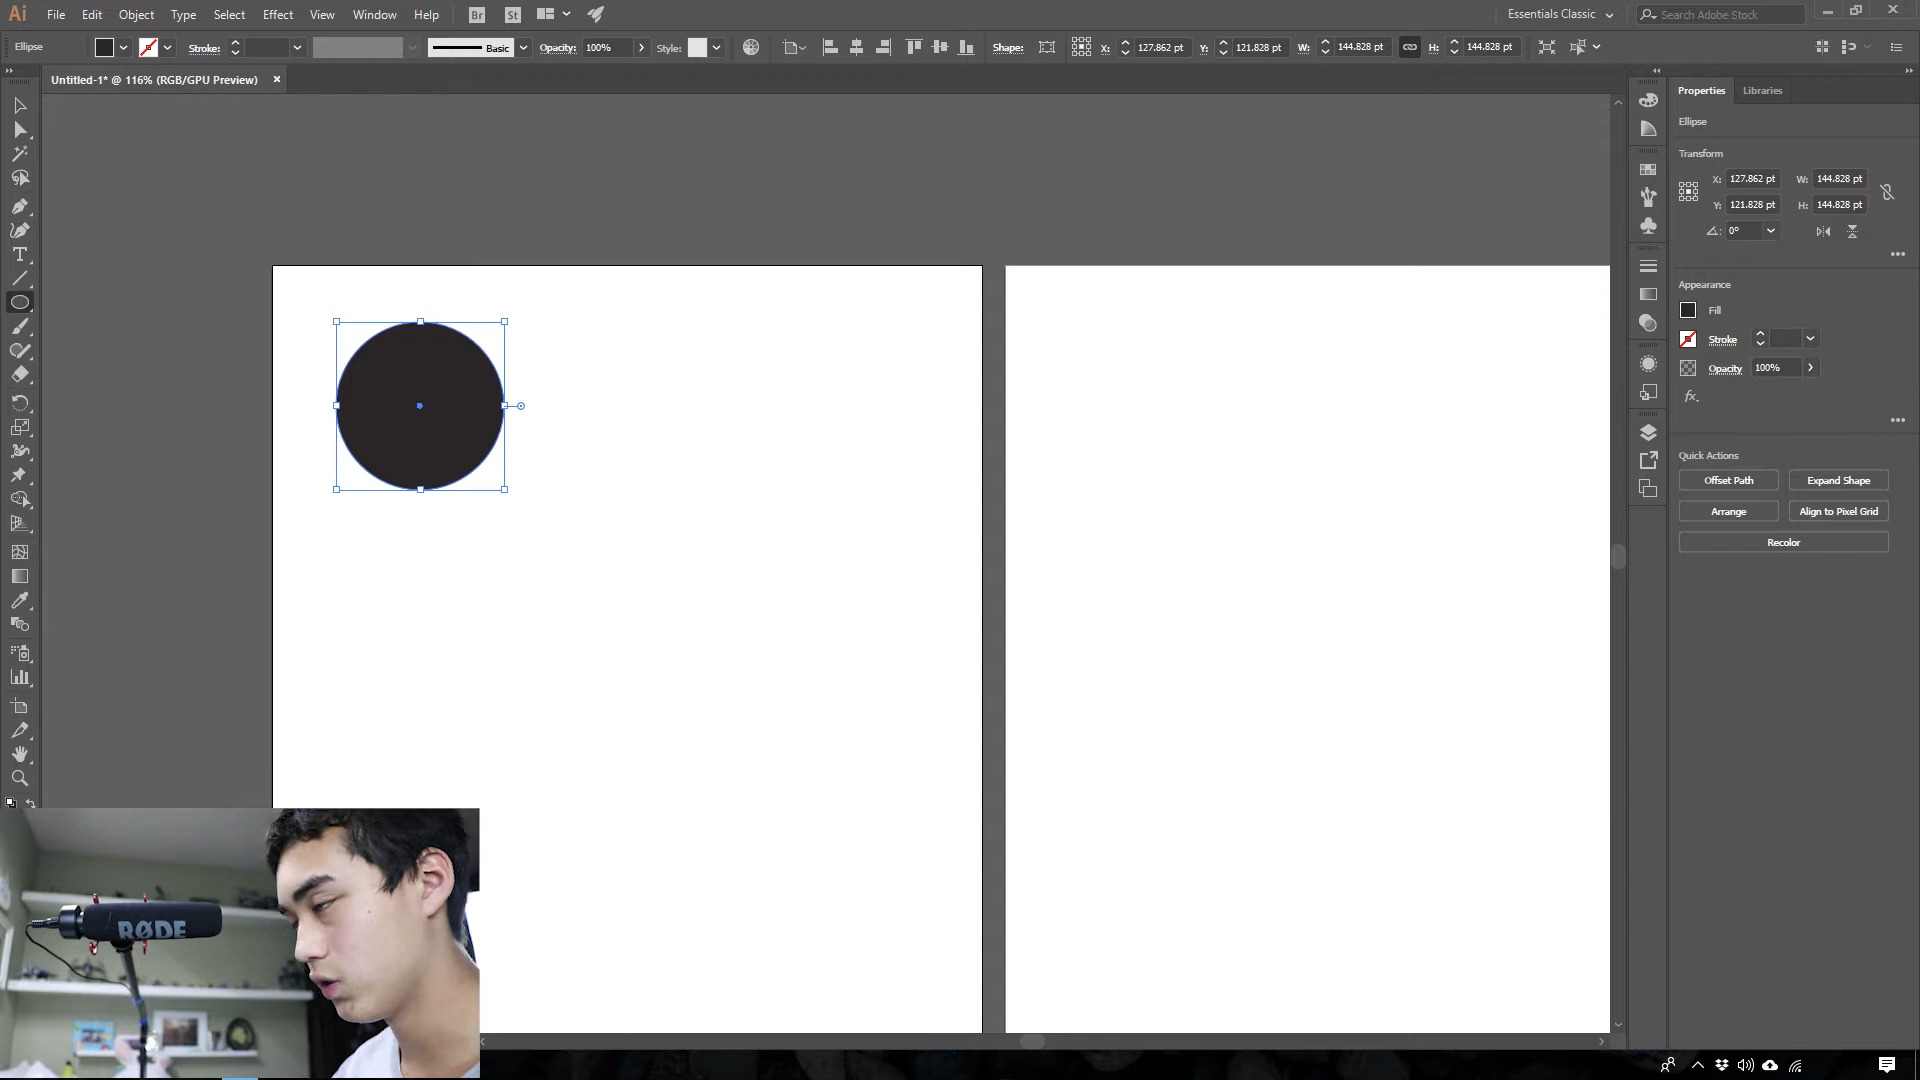 Ai File Edit Object Type Select Effect View Window Help Br St Essentials Classic Search Adobe Stock
Ellipse Stroke: Basic Opacity: 100% Style: Shape: X: 127.862 pt Y: 121.828 pt W: 144.828 pt H: 144.828 pt
Untitled-1* @ 116% (RGB/GPU Preview)
Properties Libraries
Ellipse
Transform
X: 127.862 pt W: 144.828 pt
Y: 121.828 pt H: 144.828 pt
0°
Appearance
Fill
Stroke
Opacity 100%
fx.
Quick Actions
Offset Path Expand Shape
Arrange Align to Pixel Grid
Recolor
RØDE